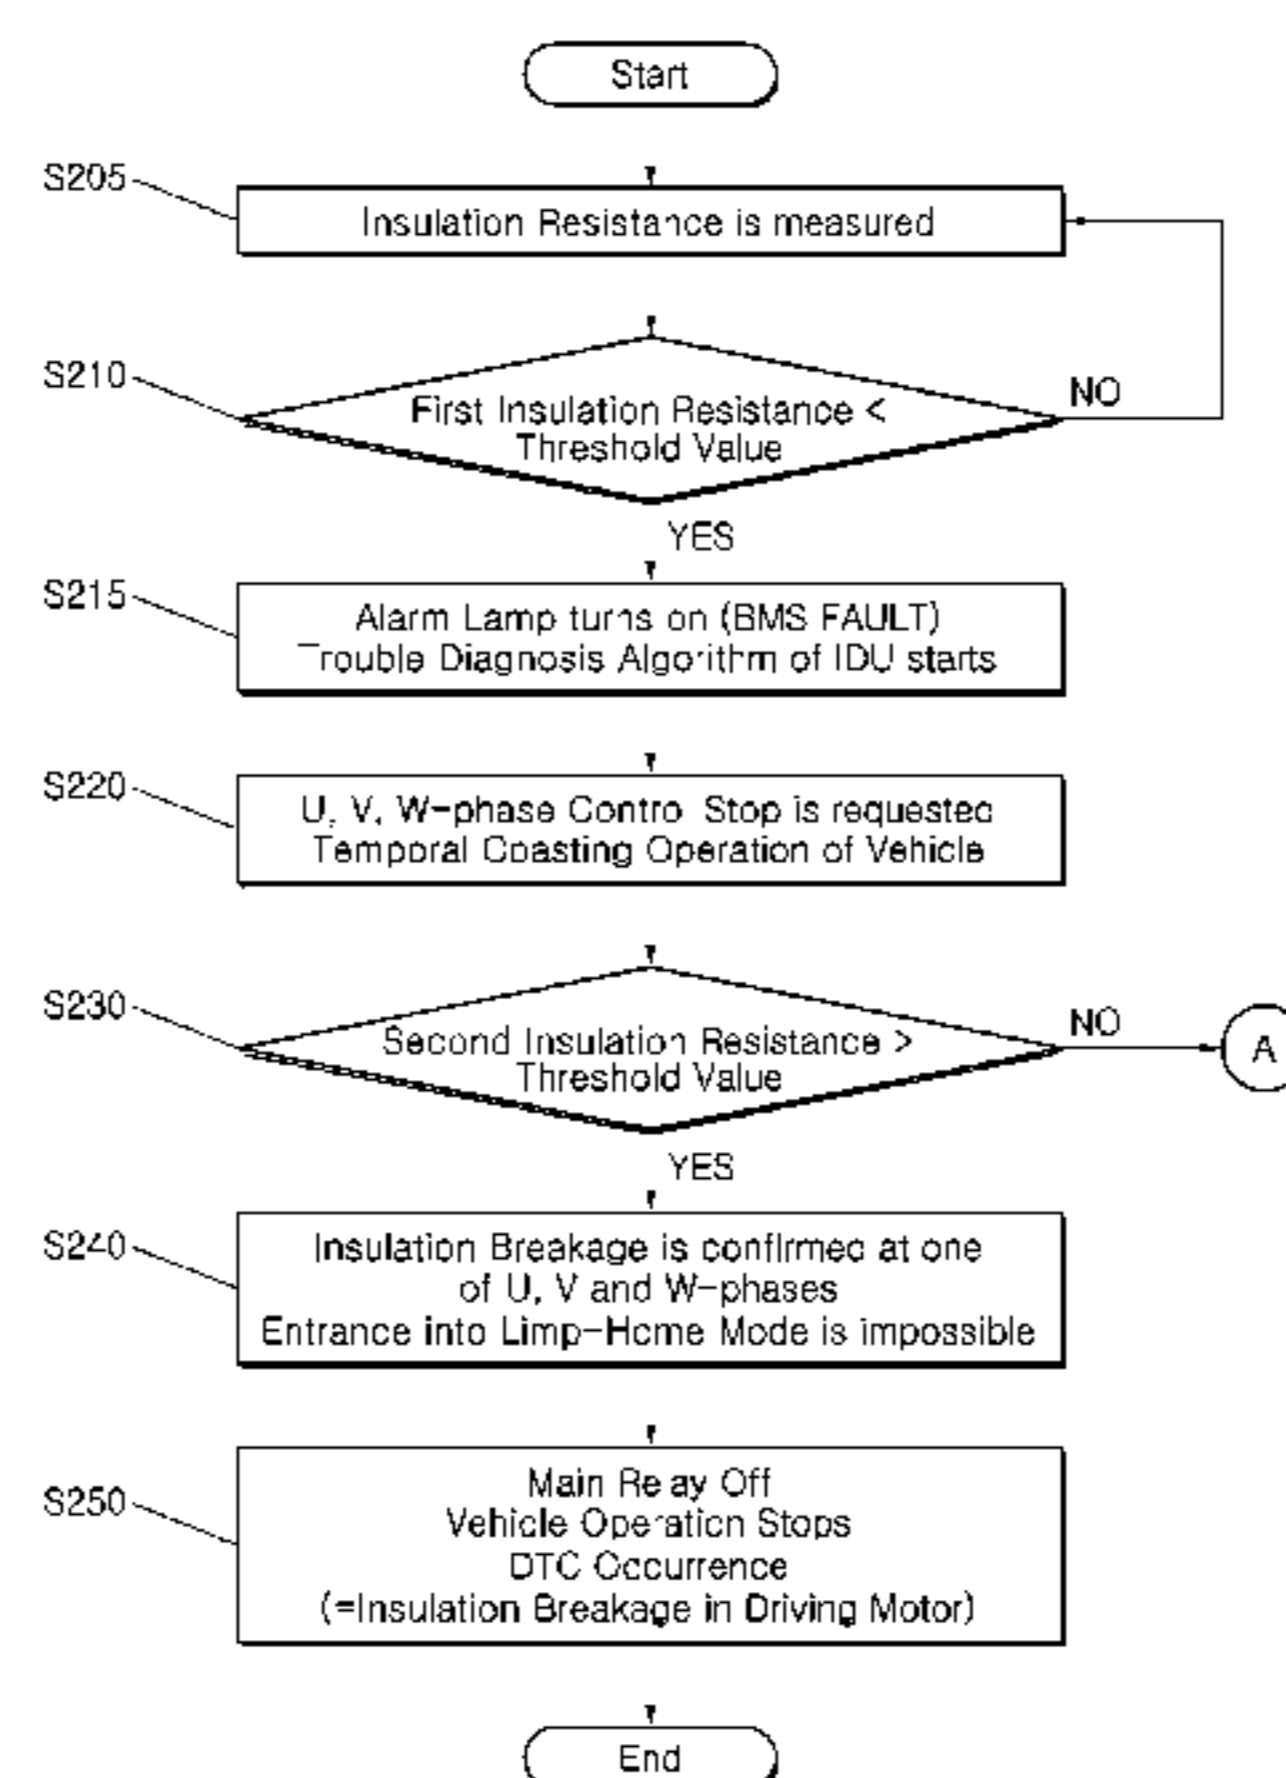 Start
S205
Insulation Resistance is measured
S210
First Insulation Resistance <
Threshold Value
NO
YES
S215
Alarm Lamp turns on (BMS FAULT)
Trouble Diagnosis Algorithm of IDU starts
S220
U, V, W-phase Control Stop is requested
Temporal Coasting Operation of Vehicle
S230
Second Insulation Resistance >
Threshold Value
NO
A
YES
S240
Insulation Breakage is confirmed at one
of U, V and W-phases
Entrance into Limp-Home Mode is impossible
S250
Main Relay Off
Vehicle Operation Stops
DTC Occurrence
(=Insulation Breakage in Driving Motor)
End